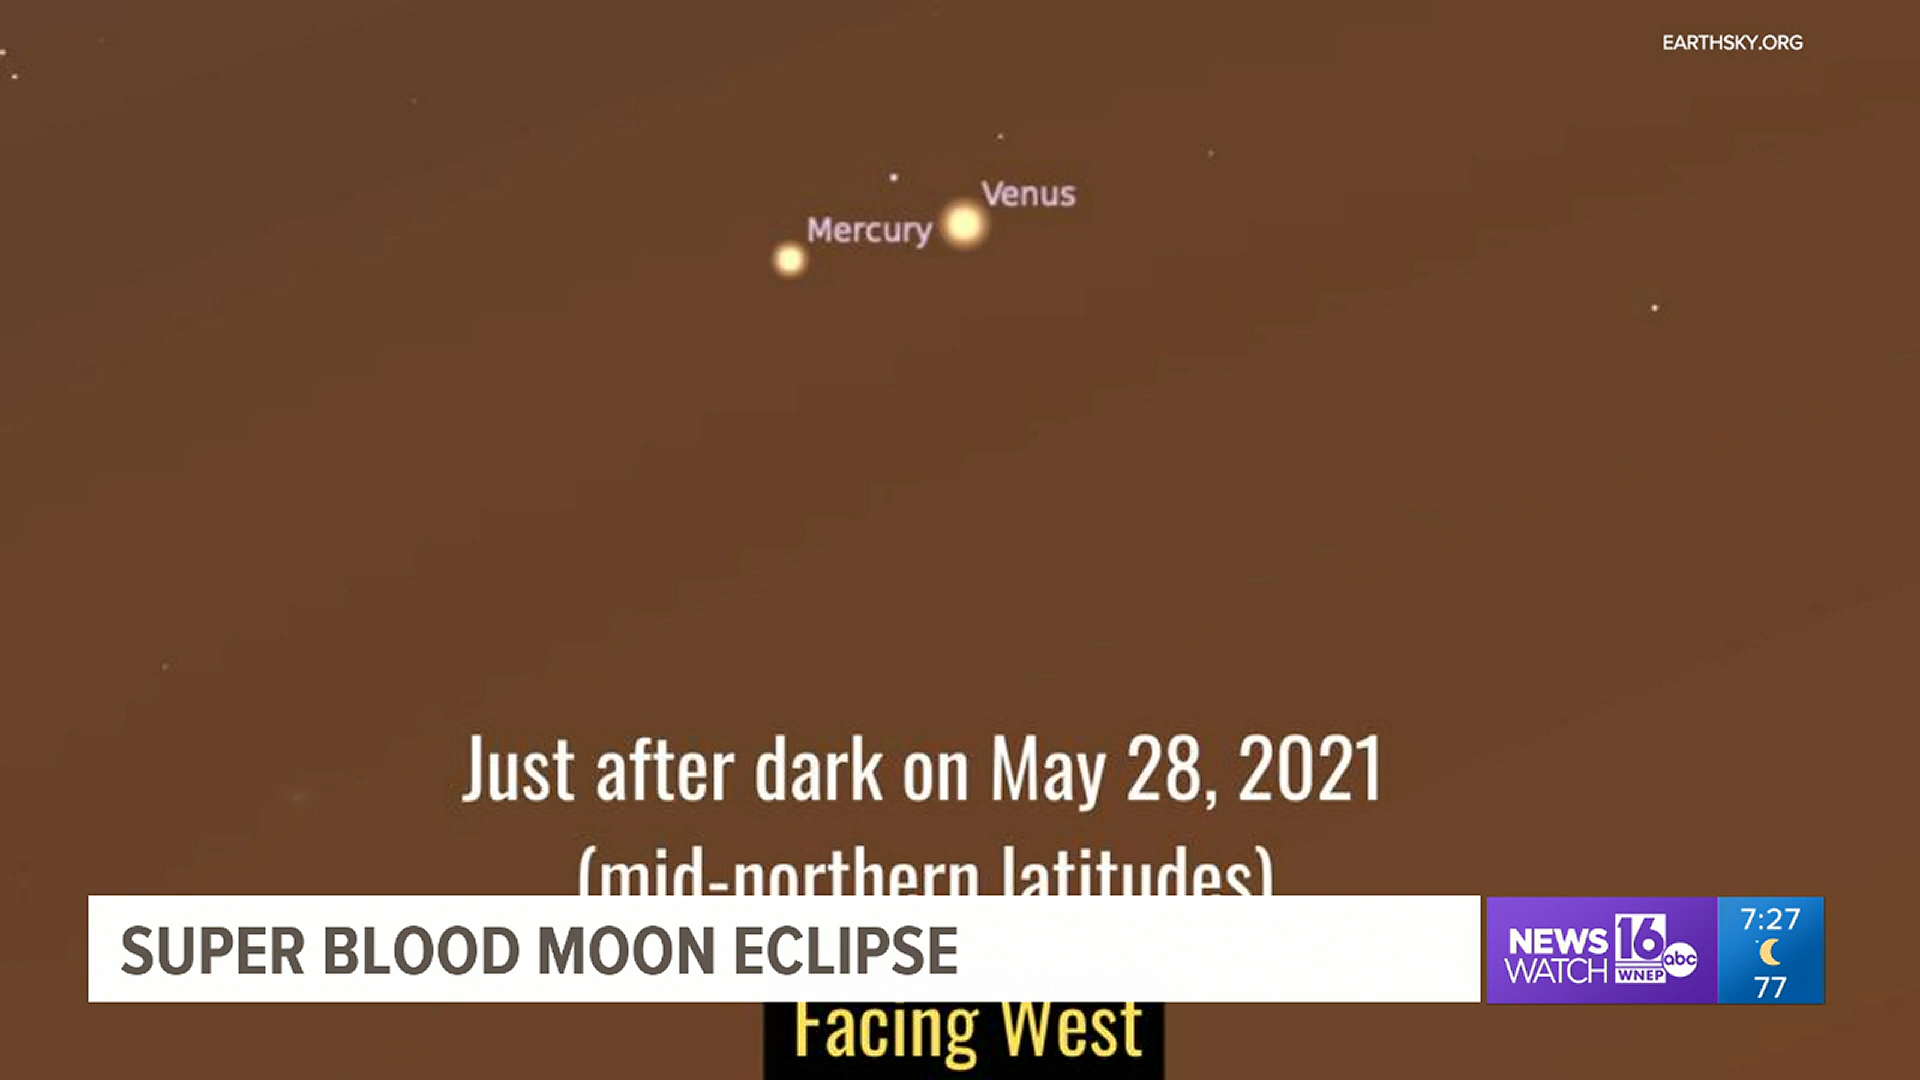 EARTHSKY.ORG
Venus
Mercury
Just after dark on May 28, 2021
(mid-northern latitudes)
SUPER BLOOD MOON ECLIPSE
NEWS
WATCH
16
WNEP
abc
7:27
77
Facing West